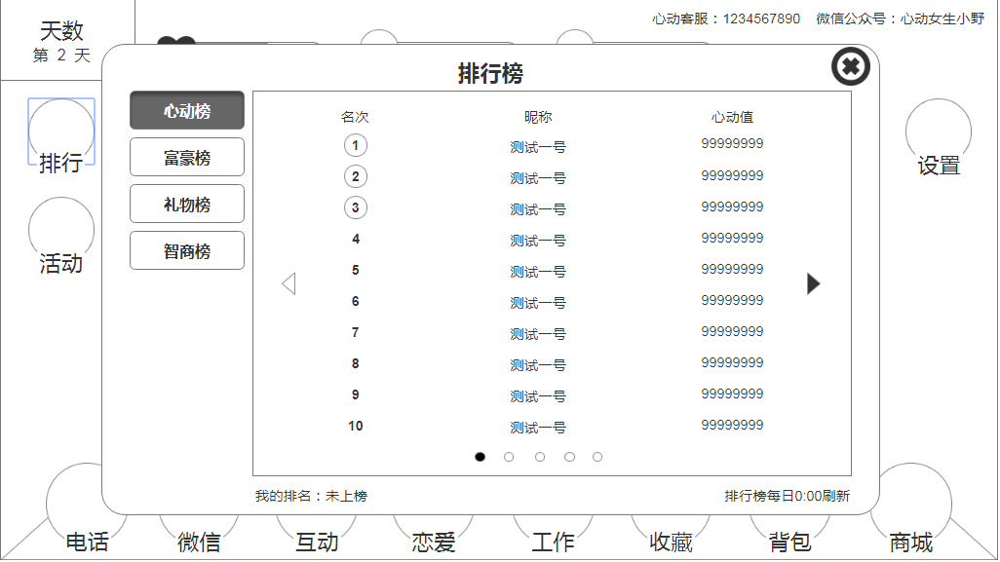 心动客服：1234567890 微信公众号：心动女生小野
天数
第 2 天
排行榜
排行
活动
设置
心动榜
富豪榜
礼物榜
智商榜
名次 昵称 心动值
1 测试一号 99999999
2 测试一号 99999999
3 测试一号 99999999
4 测试一号 99999999
5 测试一号 99999999
6 测试一号 99999999
7 测试一号 99999999
8 测试一号 99999999
9 测试一号 99999999
10 测试一号 99999999
我的排名：未上榜 排行榜每日0:00刷新
电话 微信 互动 恋爱 工作 收藏 背包 商城